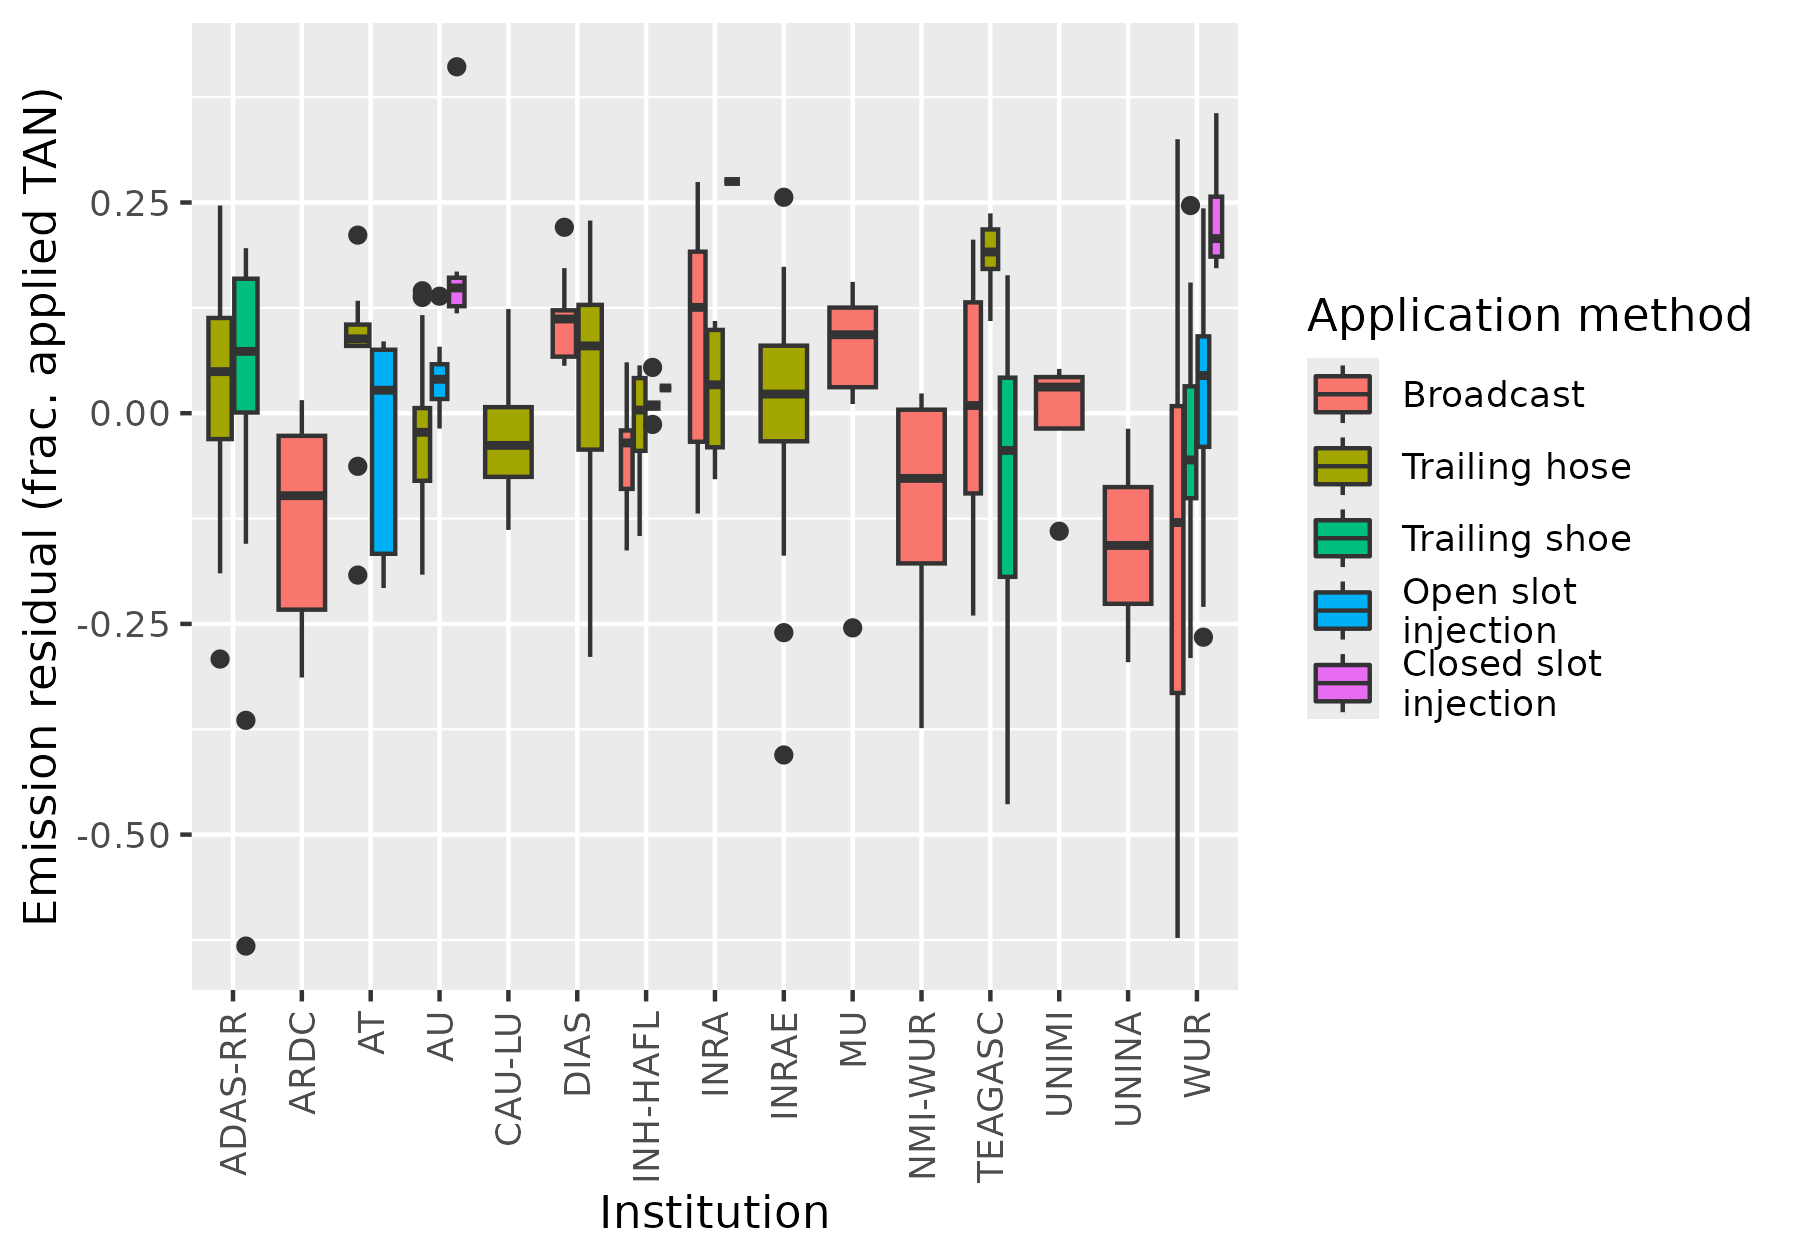 Emission residual (frac. applied TAN)
0.25
0.00
-0.25
-0.50
ADAS-RR
ARDC
AT
AU
CAU-LU
DIAS
INH-HAFL
INRA
INRAE
MU
NMI-WUR
TEAGASC
UNIMI
UNINA
WUR
Institution
Application method
Broadcast
Trailing hose
Trailing shoe
Open slot
injection
Closed slot
injection